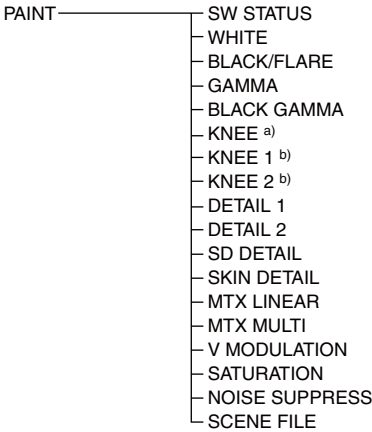 PAINT SW STATUS
WHITE
BLACK/FLARE
GAMMA
BLACK GAMMA
KNEE a)
KNEE 1 b)
KNEE 2 b)
DETAIL 1
DETAIL 2
SD DETAIL
SKIN DETAIL
MTX LINEAR
MTX MULTI
V MODULATION
SATURATION
NOISE SUPPRESS
SCENE FILE